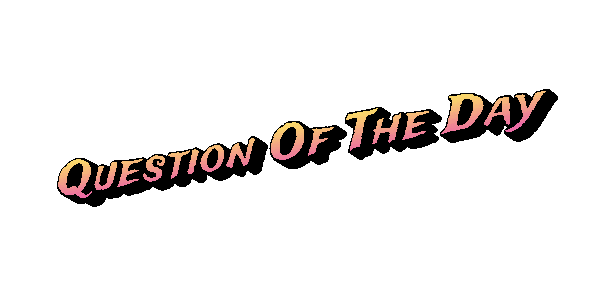 Question Of The Day